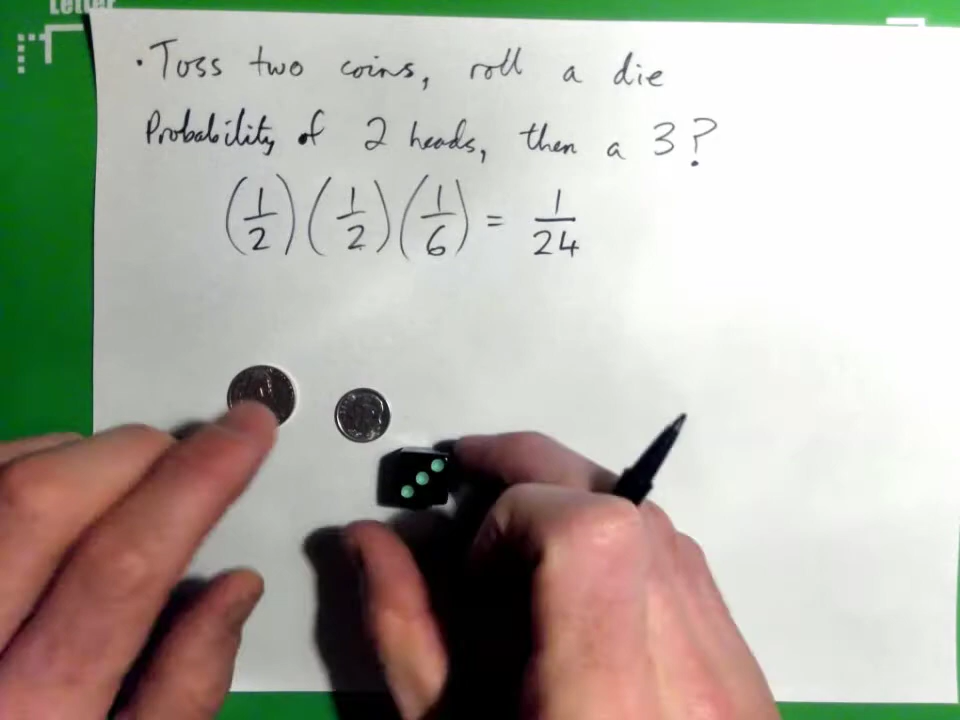 Letter
· Toss two coins, roll a die
Probability of 2 heads, then a 3?
(1/2)(1/2)(1/6) = 1/24